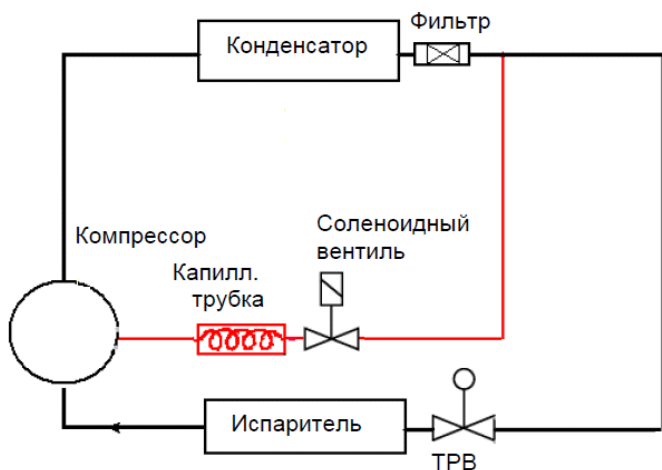 Конденсатор
Фильтр
Компрессор
Соленоидный
вентиль
Капилл.
трубка
Испаритель
ТРВ